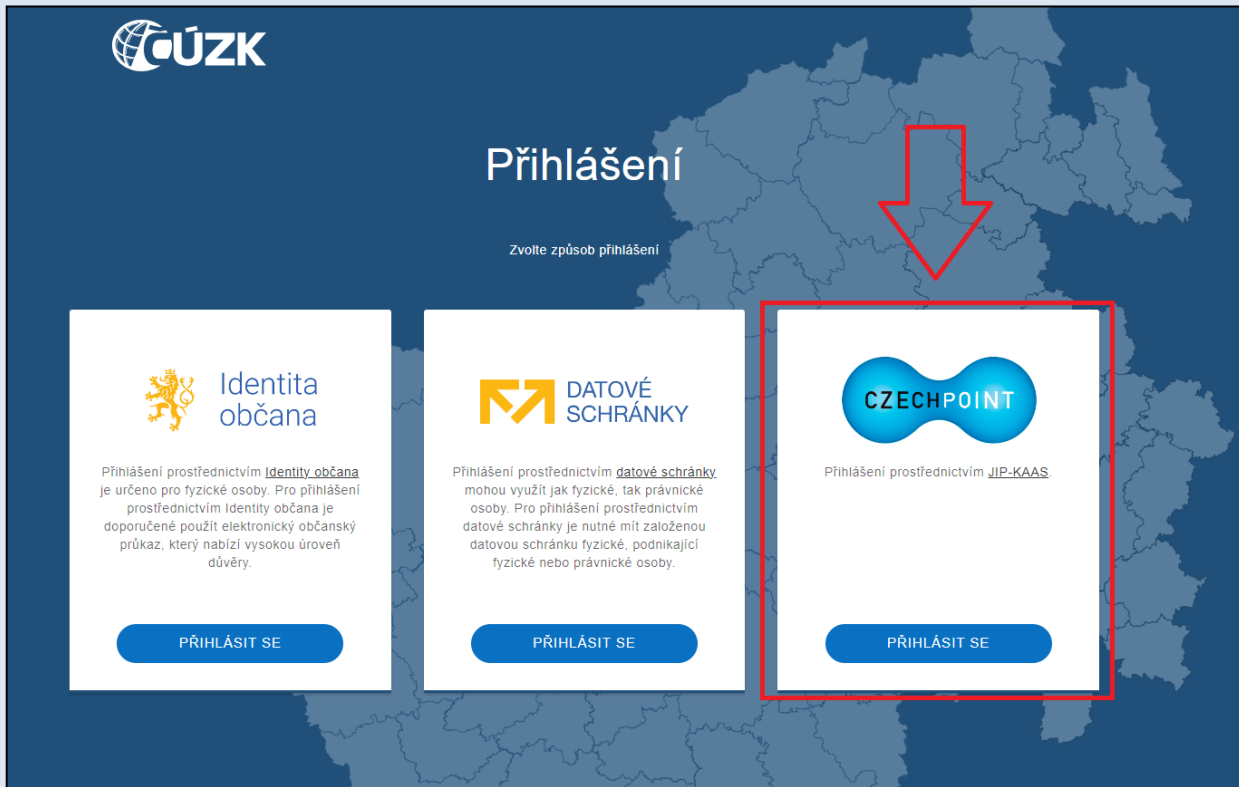 ČÚZK
Přihlášení
Zvolte způsob přihlášení
Identita
občana
Přihlášení prostřednictvím Identity občana
je určeno pro fyzické osoby. Pro přihlášení
prostřednictvím Identity občana je
doporučené použít elektronický občanský
průkaz, který nabízí vysokou úroveň
důvěry.
PŘIHLÁSIT SE
DATOVÉ
SCHRÁNKY
Přihlášení prostřednictvím datové schránky
mohou využít jak fyzické, tak právnické
osoby. Pro přihlášení prostřednictvím
datové schránky je nutné mít založenou
datovou schránku fyzické, podnikající
fyzické nebo právnické osoby.
PŘIHLÁSIT SE
CZECHPOINT
Přihlášení prostřednictvím JIP-KAAS.
PŘIHLÁSIT SE